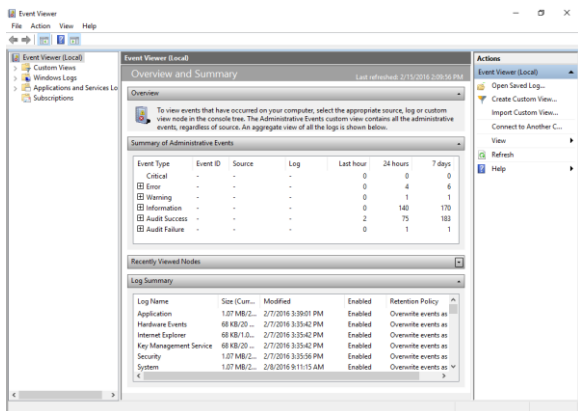 Event Viewer
File Action View Help
Event Viewer (Local)
Custom Views
Windows Logs
Applications and Services Lo
Subscriptions
Event Viewer (Local)
Overview and Summary
Last refreshed: 2/15/2016 2:09:56 PM
Overview
To view events that have occurred on your computer, select the appropriate source, log or custom
view node in the console tree. The Administrative Events custom view contains all the administrative
events, regardless of source. An aggregate view of all the logs is shown below.
Summary of Administrative Events
Event Type Event ID Source Log Last hour 24 hours 7 days
Critical - - - 0 0 0
Error - - - 0 4 6
Warning - - - 0 1 1
Information - - - 0 140 170
Audit Success - - - 2 75 183
Audit Failure - - - 0 1 1
Recently Viewed Nodes
Log Summary
Log Name Size (Curr... Modified Enabled Retention Policy
Application 1.07 MB/2... 2/7/2016 3:39:01 PM Enabled Overwrite events as
Hardware Events 68 KB/20 ... 2/7/2016 3:35:42 PM Enabled Overwrite events as
Internet Explorer 68 KB/1.0... 2/7/2016 3:35:42 PM Enabled Overwrite events as
Key Management Service 68 KB/20 ... 2/7/2016 3:35:42 PM Enabled Overwrite events as
Security 1.07 MB/2... 2/7/2016 3:35:56 PM Enabled Overwrite events as
System 1.07 MB/2... 2/8/2016 9:11:15 AM Enabled Overwrite events as
Actions
Event Viewer (Local)
Open Saved Log...
Create Custom View...
Import Custom View...
Connect to Another C...
View
Refresh
Help